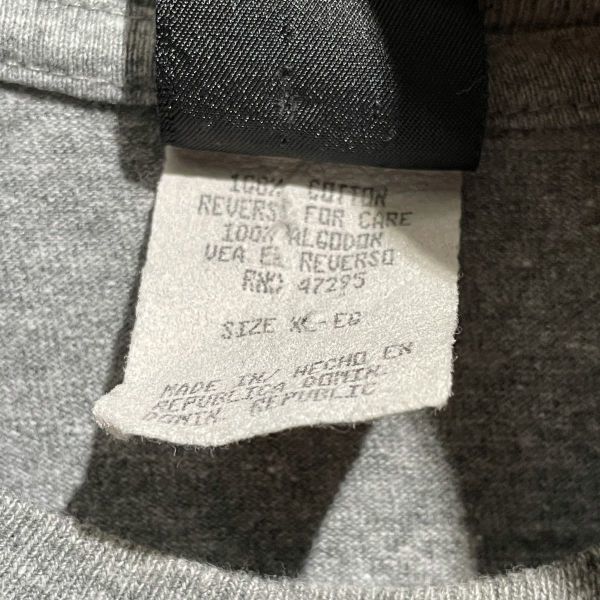 100% COTTON
REVERSE FOR CARE
100% ALGODON
VEA EL REVERSO
RN# 47295
SIZE XL-EG
MADE IN/ HECHO EN
REPUBLICA DOMIN-
DOMIN. REPUBLIC